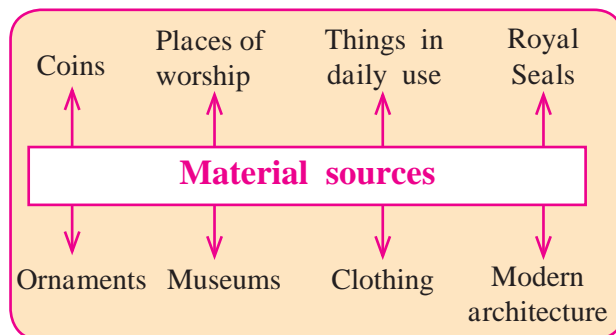 Coins
Places of
worship
Things in
daily use
Royal
Seals
Material sources
Ornaments
Museums
Clothing
Modern
architecture